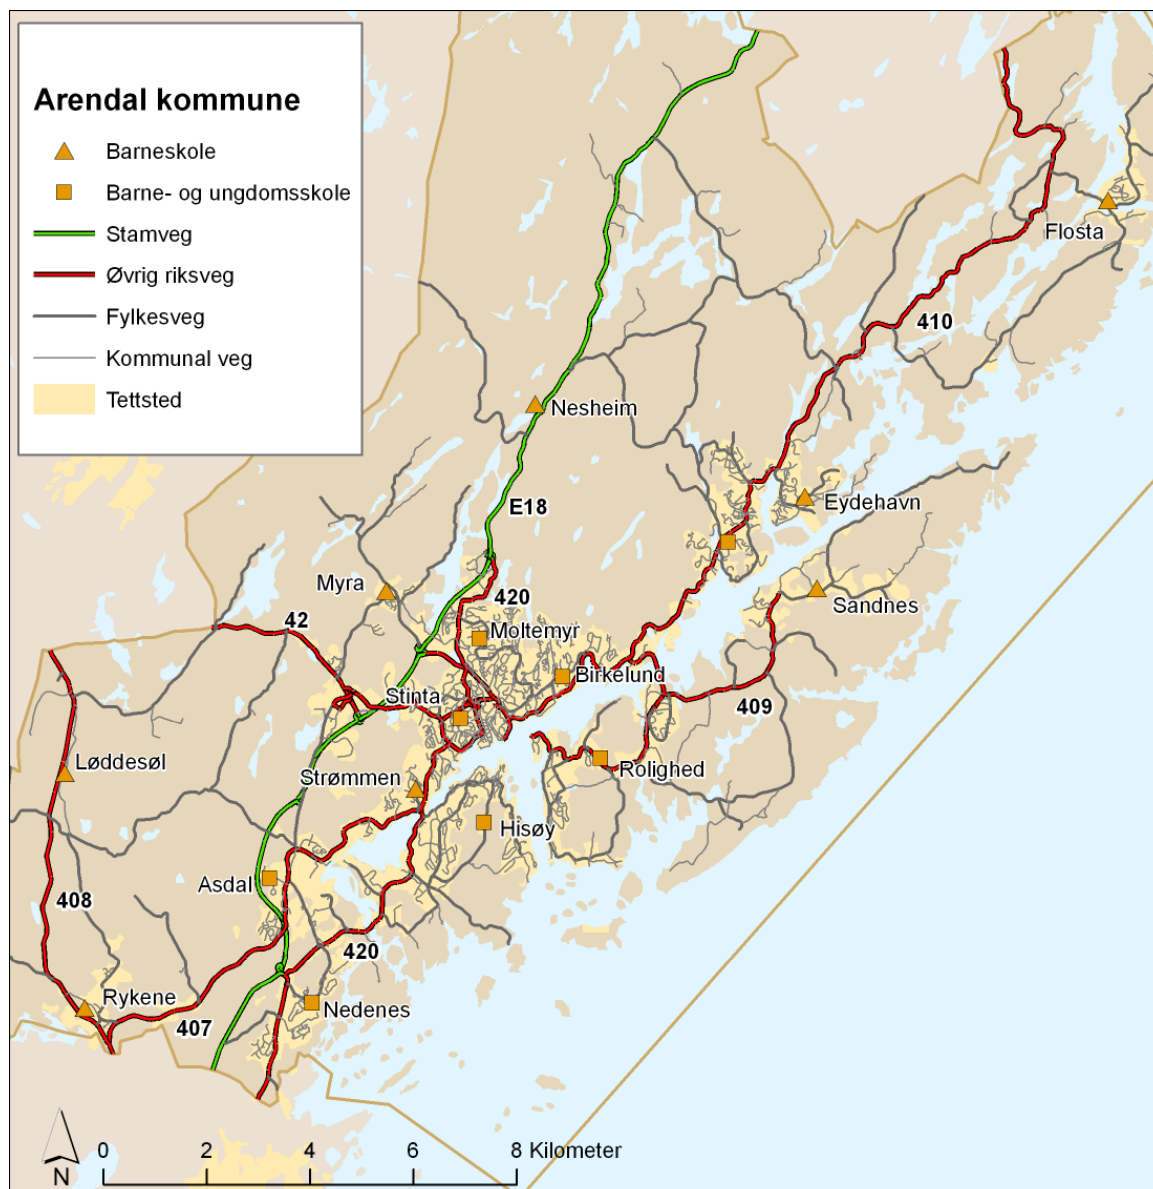 Arendal kommune
Barneskole
Barne- og ungdomsskole
Stamveg
Øvrig riksveg
Fylkesveg
Kommunal veg
Tettsted
Flosta
410
Nesheim
Eydehavn
E18
Myra
420
Sandnes
42
Moltemyr
Birkelund
Stinta
409
Løddesøl
Rolighed
Strømmen
Hisøy
Asdal
408
420
Rykene
Nedenes
407
N
0 2 4 6 8 Kilometer